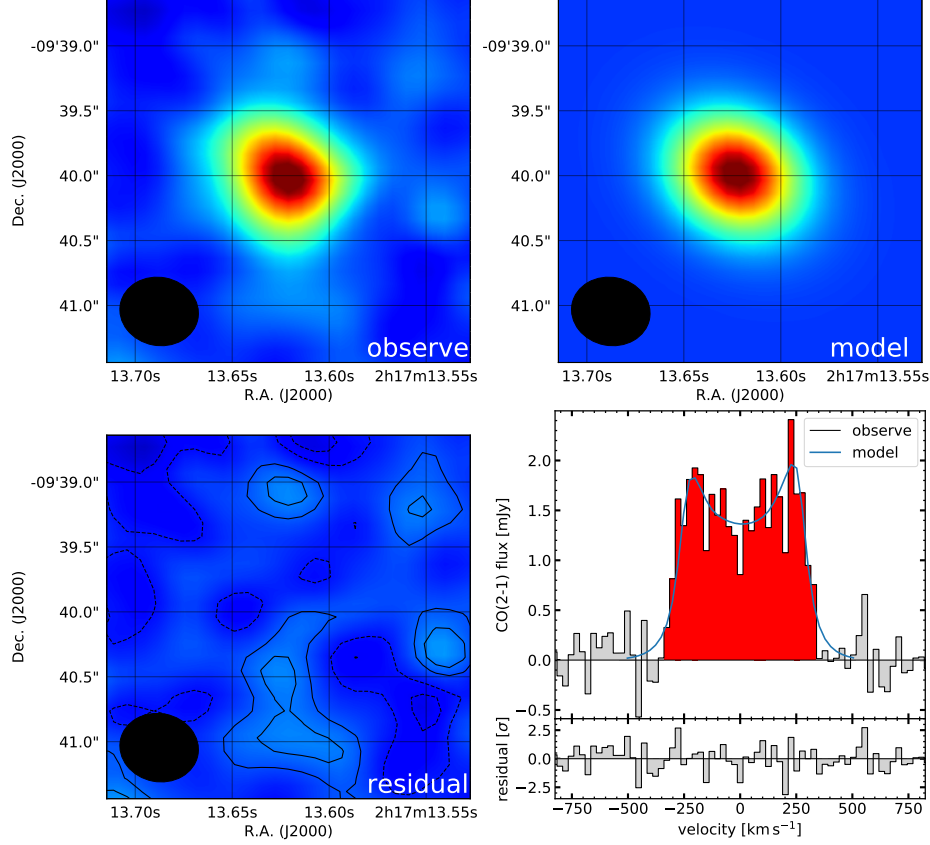 -09'39.0"
39.5"
40.0"
40.5"
41.0"
Dec. (J2000)
observe
13.70s 13.65s 13.60s 2h17m13.55s
R.A. (J2000)
-09'39.0"
39.5"
40.0"
40.5"
41.0"
model
13.70s 13.65s 13.60s 2h17m13.55s
R.A. (J2000)
-09'39.0"
39.5"
40.0"
40.5"
41.0"
Dec. (J2000)
residual
13.70s 13.65s 13.60s 2h17m13.55s
R.A. (J2000)
observe
model
2.0
1.5
1.0
0.5
0.0
−0.5
CO(2-1) flux [mJy]
2.5
0.0
−2.5
residual [σ]
−750 −500 −250 0 250 500 750
velocity [km s⁻¹]